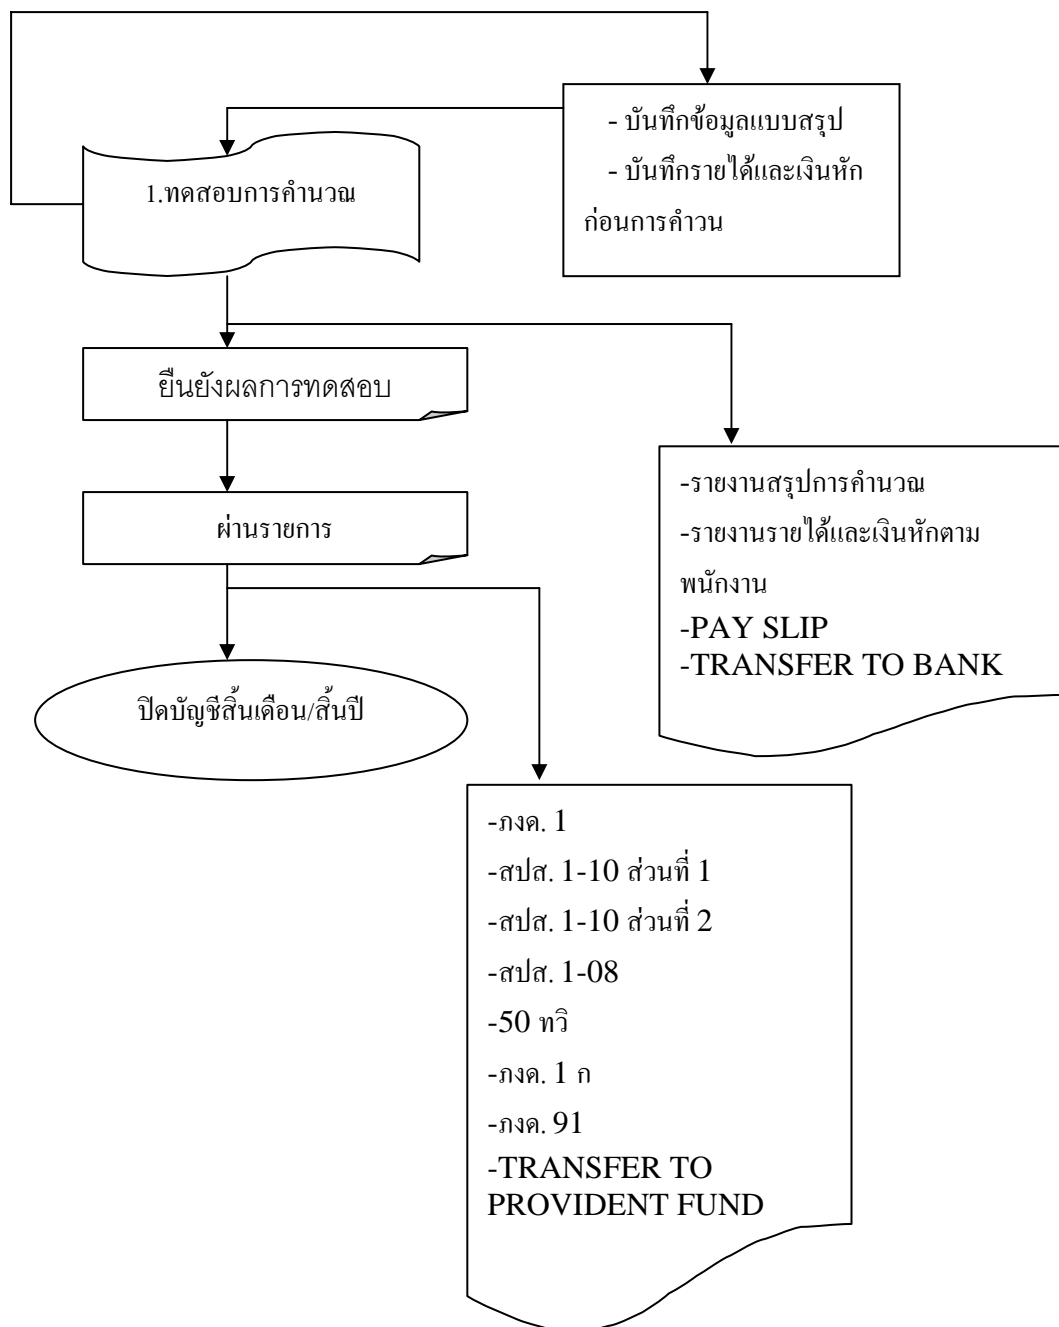 - บันทึกข้อมูลแบบสรุป
- บันทึกรายได้และเงินหัก
ก่อนการคำวน
1.ทดสอบการคำนวณ
ยืนยังผลการทดสอบ
ผ่านรายการ
ปิดบัญชีสิ้นเดือน/สิ้นปี
-รายงานสรุปการคำนวณ
-รายงานรายได้และเงินหักตาม
พนักงาน
-PAY SLIP
-TRANSFER TO BANK
-ภงด. 1
-สปส. 1-10 ส่วนที่ 1
-สปส. 1-10 ส่วนที่ 2
-สปส. 1-08
-50 ทวิ
-ภงด. 1 ก
-ภงด. 91
-TRANSFER TO
PROVIDENT FUND